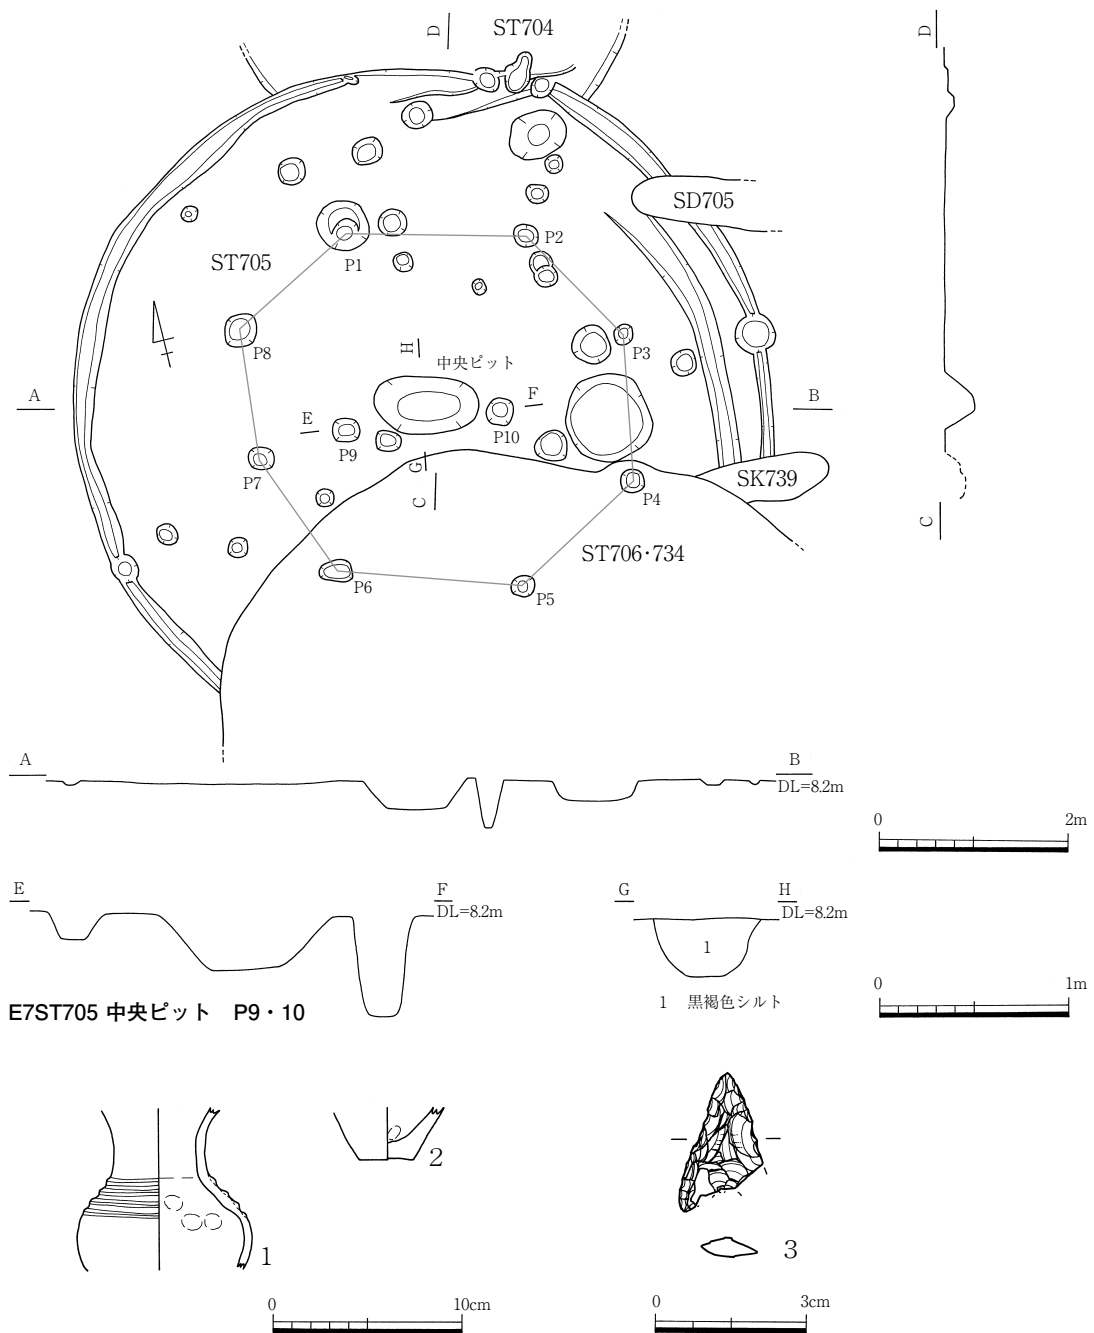 D
ST704
D
SD705
P2
ST705
P1
H
中央ピット
P3
P8
A
F
B
E
P10
P9
G
SK739
P7
C
P4
C
ST706・734
P6
P5
A
B
DL=8.2m
0 2m
E
F
DL=8.2m
G
H
DL=8.2m
1
0 1m
1 黒褐色シルト
E7ST705 中央ピット P9・10
1
2
3
0 10cm
0 3cm